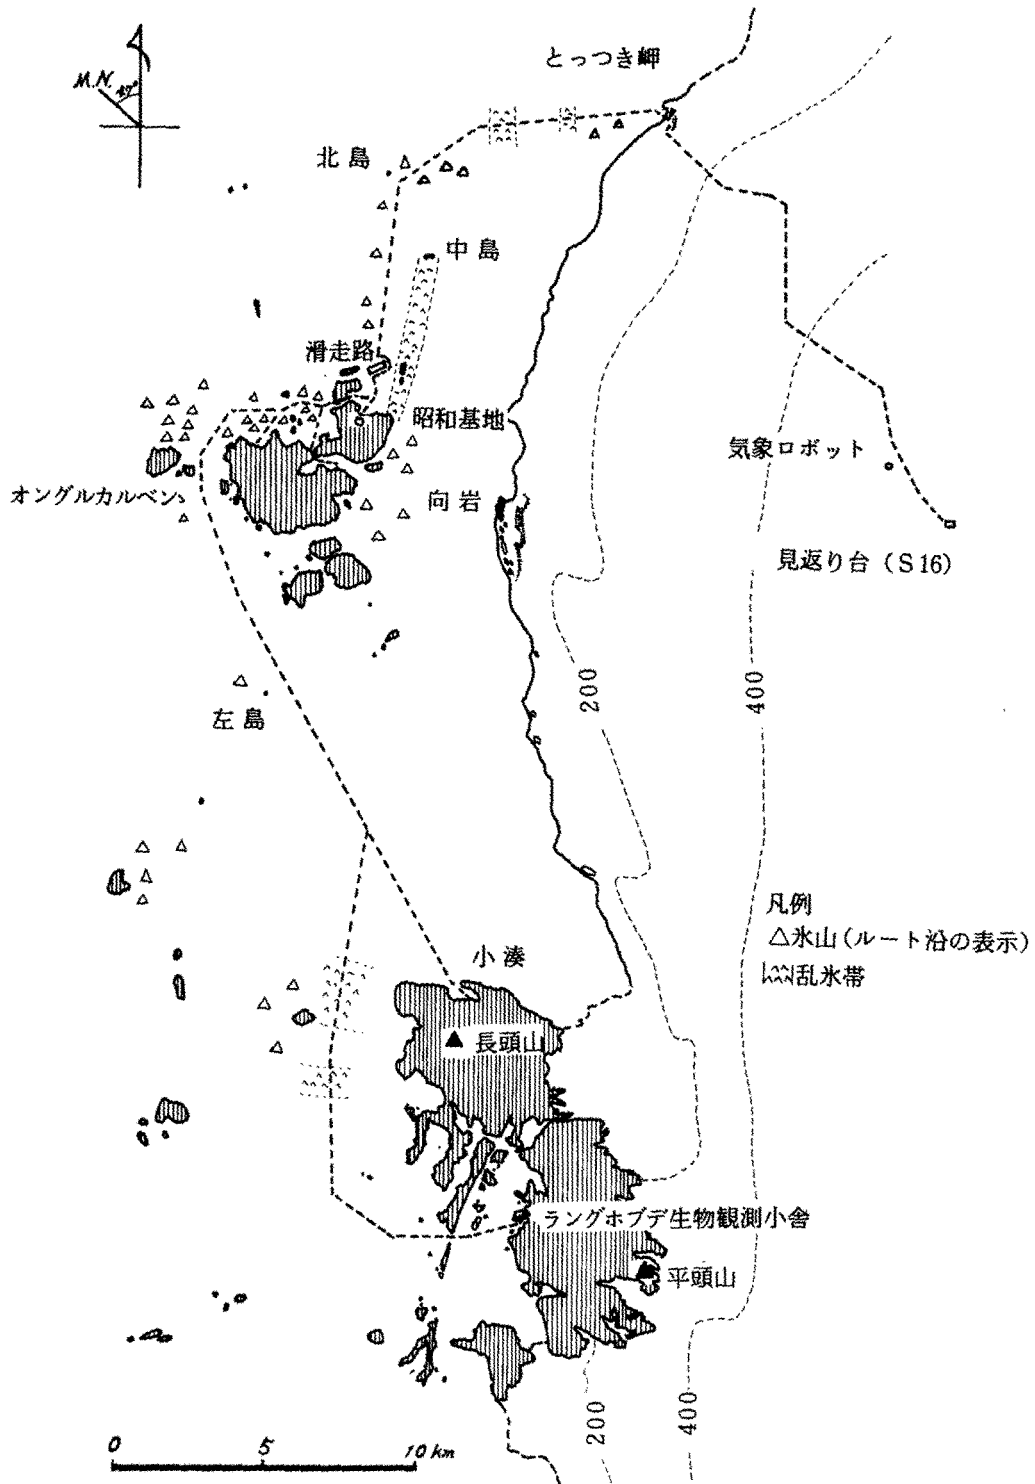 とっつき岬
M.N. 47°
北島
中島
滑走路
昭和基地
気象ロボット
オングルカルベン
向岩
見返り台(S16)
200
400
左島
凡例
△氷山(ルート沿の表示)
乱氷帯
小湊
長頭山
ラングホブデ生物観測小舎
平頭山
200
400
0 5 10 km